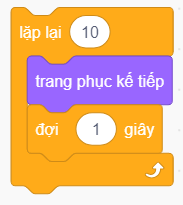 lặp lại 10
trang phục kế tiếp
đợi 1 giây